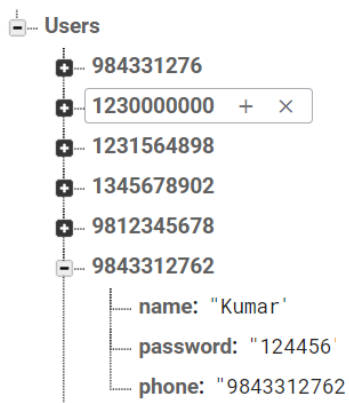 Users
984331276
1230000000 + ×
1231564898
1345678902
9812345678
9843312762
name: "Kumar'
password: "124456'
phone: "9843312762